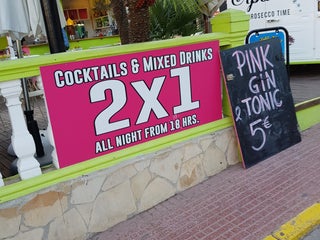 COCKTAILS & MIXED DRINKS
2X1
ALL NIGHT FROM 18 HRS.
PINK
GIN
& TONIC
5€
PROSECCO TIME